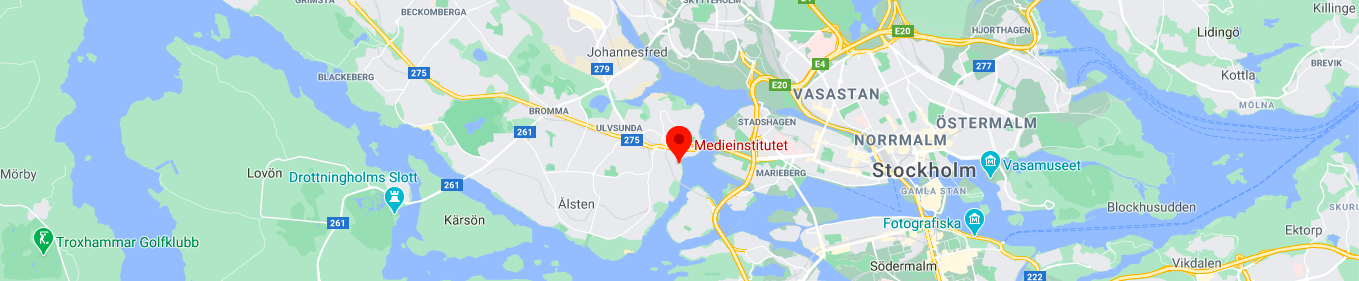 GRIMSTA
SKYTTEHOLM
E4
Killinge
BECKOMBERGA
E20
HJORTHAGEN
Lidingö
Johannesfred
E4
BREVIK
BLACKEBERG
275
279
277
Kottla
E20
VASASTAN
MOLNA
BROMMA
STADSHAGEN
ÖSTERMALM
261
ULVSUNDA
275
Medieinstitutet
NORRMALM
Mörby
Lovön
Drottningholms Slott
261
MARIEBERG
Stockholm
Vasamuseet
GAMLA STAN
Ålsten
Blockhusudden
SKURU
Kärsön
261
Fotografiska
Ektorp
Troxhammar Golfklubb
Södermalm
Vikdalen
222